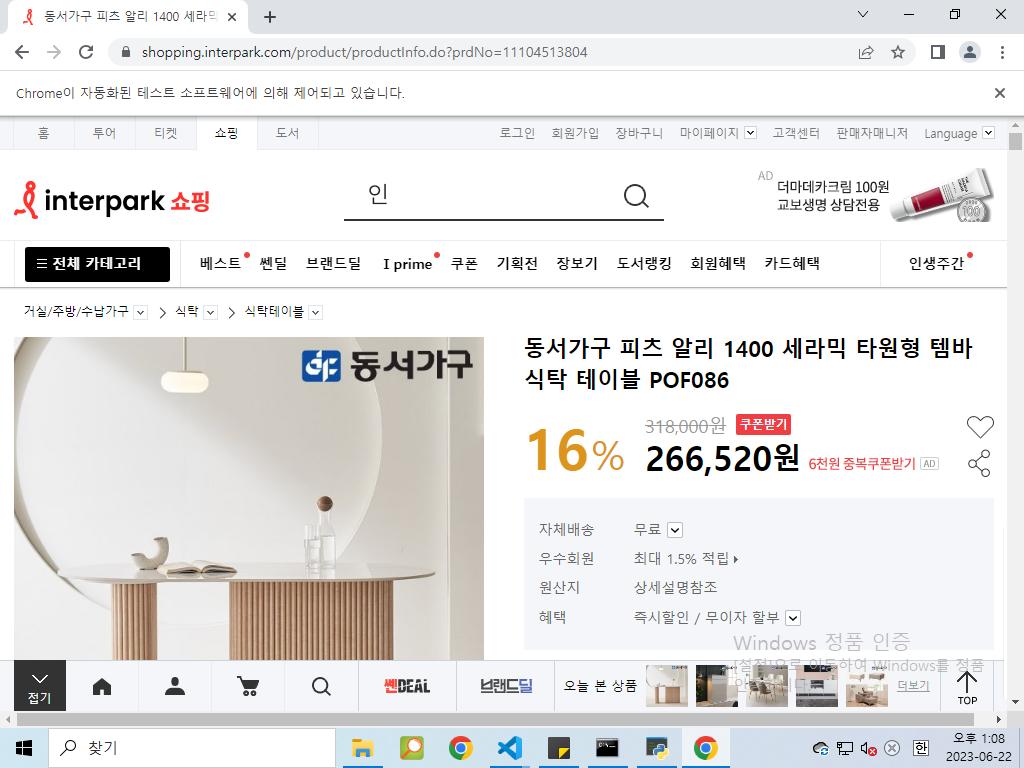 동서가구 피츠 알리 1400 세라믹
shopping.interpark.com/product/productInfo.do?prdNo=11104513804
Chrome이 자동화된 테스트 소프트웨어에 의해 제어되고 있습니다.
홈 투어 티켓 쇼핑 도서 로그인 회원가입 장바구니 마이페이지 고객센터 판매자매니저 Language
interpark 쇼핑
인
AD
더마데카크림 100원
교보생명 상담전용
전체 카테고리 베스트 쎈딜 브랜드딜 I prime 쿠폰 기획전 장보기 도서랭킹 회원혜택 카드혜택 인생주간
거실/주방/수납가구 식탁 식탁테이블
동서가구
동서가구 피츠 알리 1400 세라믹 타원형 템바
식탁 테이블 POF086
16%
318,000원 쿠폰받기
266,520원 6천원 중복쿠폰받기 AD
자체배송 무료
우수회원 최대 1.5% 적립
원산지 상세설명참조
혜택 즉시할인 / 무이자 할부
Windows 정품 인증
[설정]으로 이동하여 Windows를 정품
접기
쎈DEAL
브랜드딜
오늘 본 상품
더보기
TOP
찾기
한
오후 1:08
2023-06-22